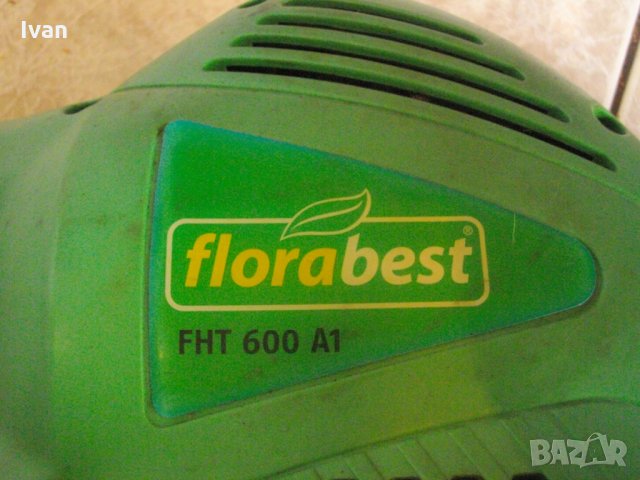 Ivan
florabest®
FHT 600 A1
BAZAR